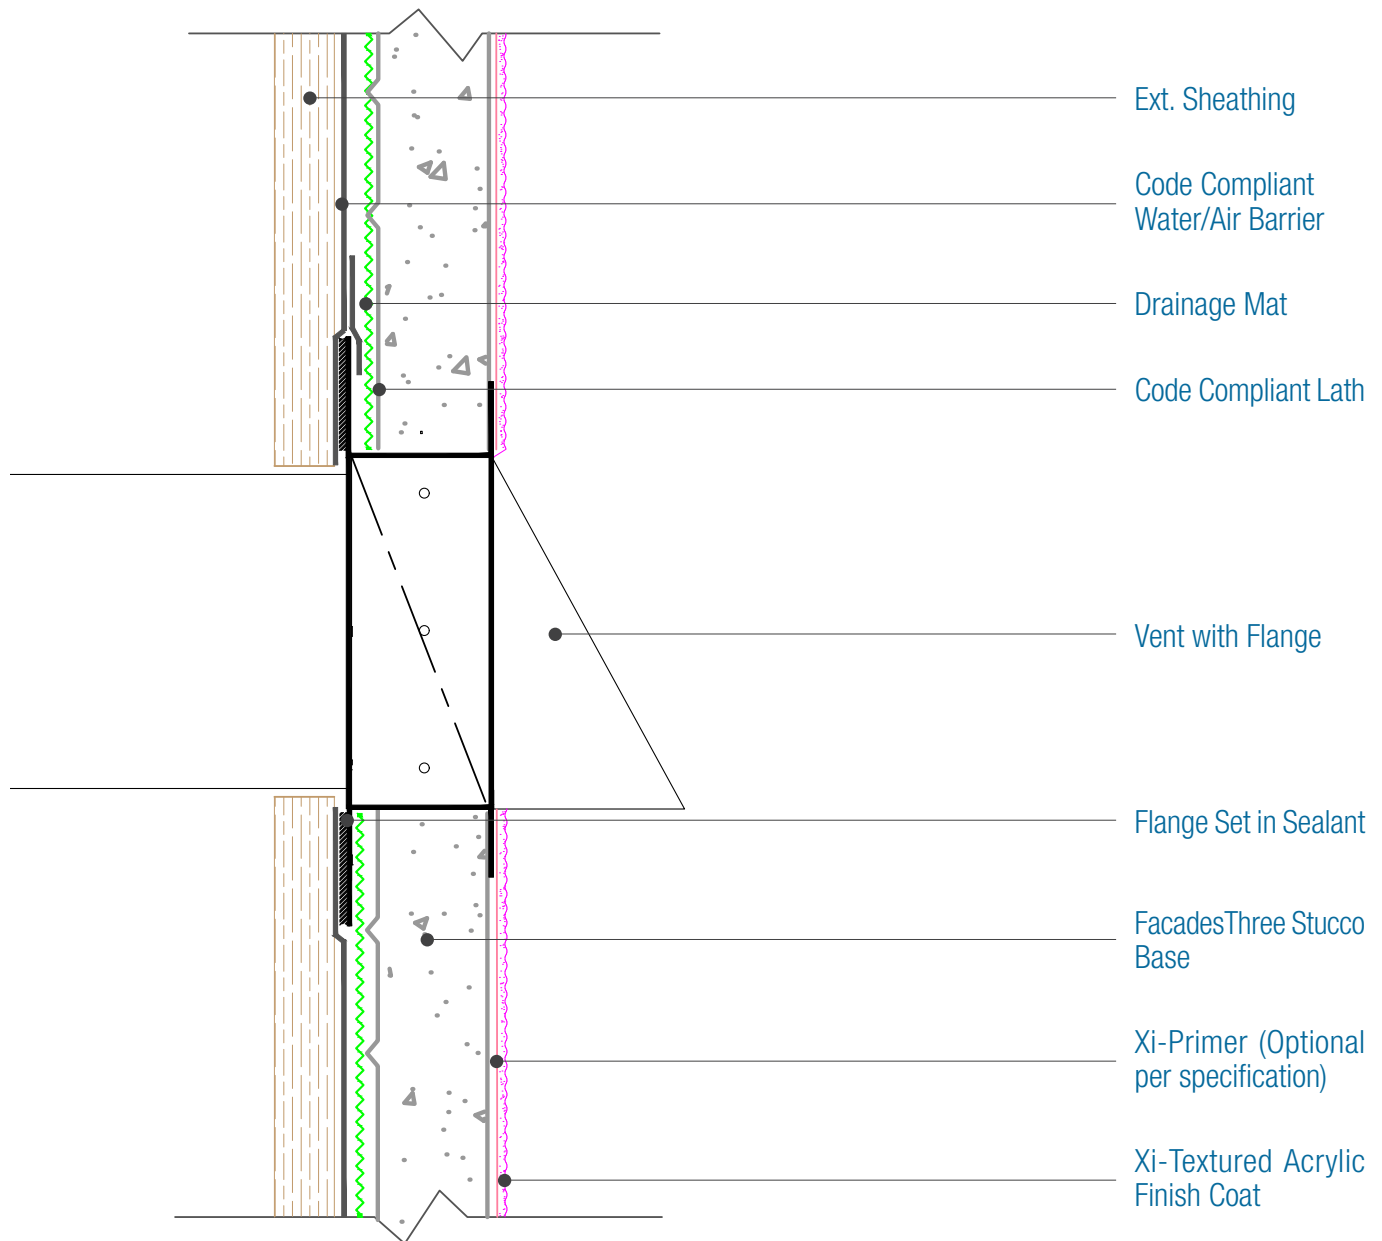 Ext. Sheathing
Code Compliant
Water/Air Barrier
Drainage Mat
Code Compliant Lath
Vent with Flange
Flange Set in Sealant
FacadesThree Stucco
Base
Xi-Primer (Optional
per specification)
Xi-Textured Acrylic
Finish Coat